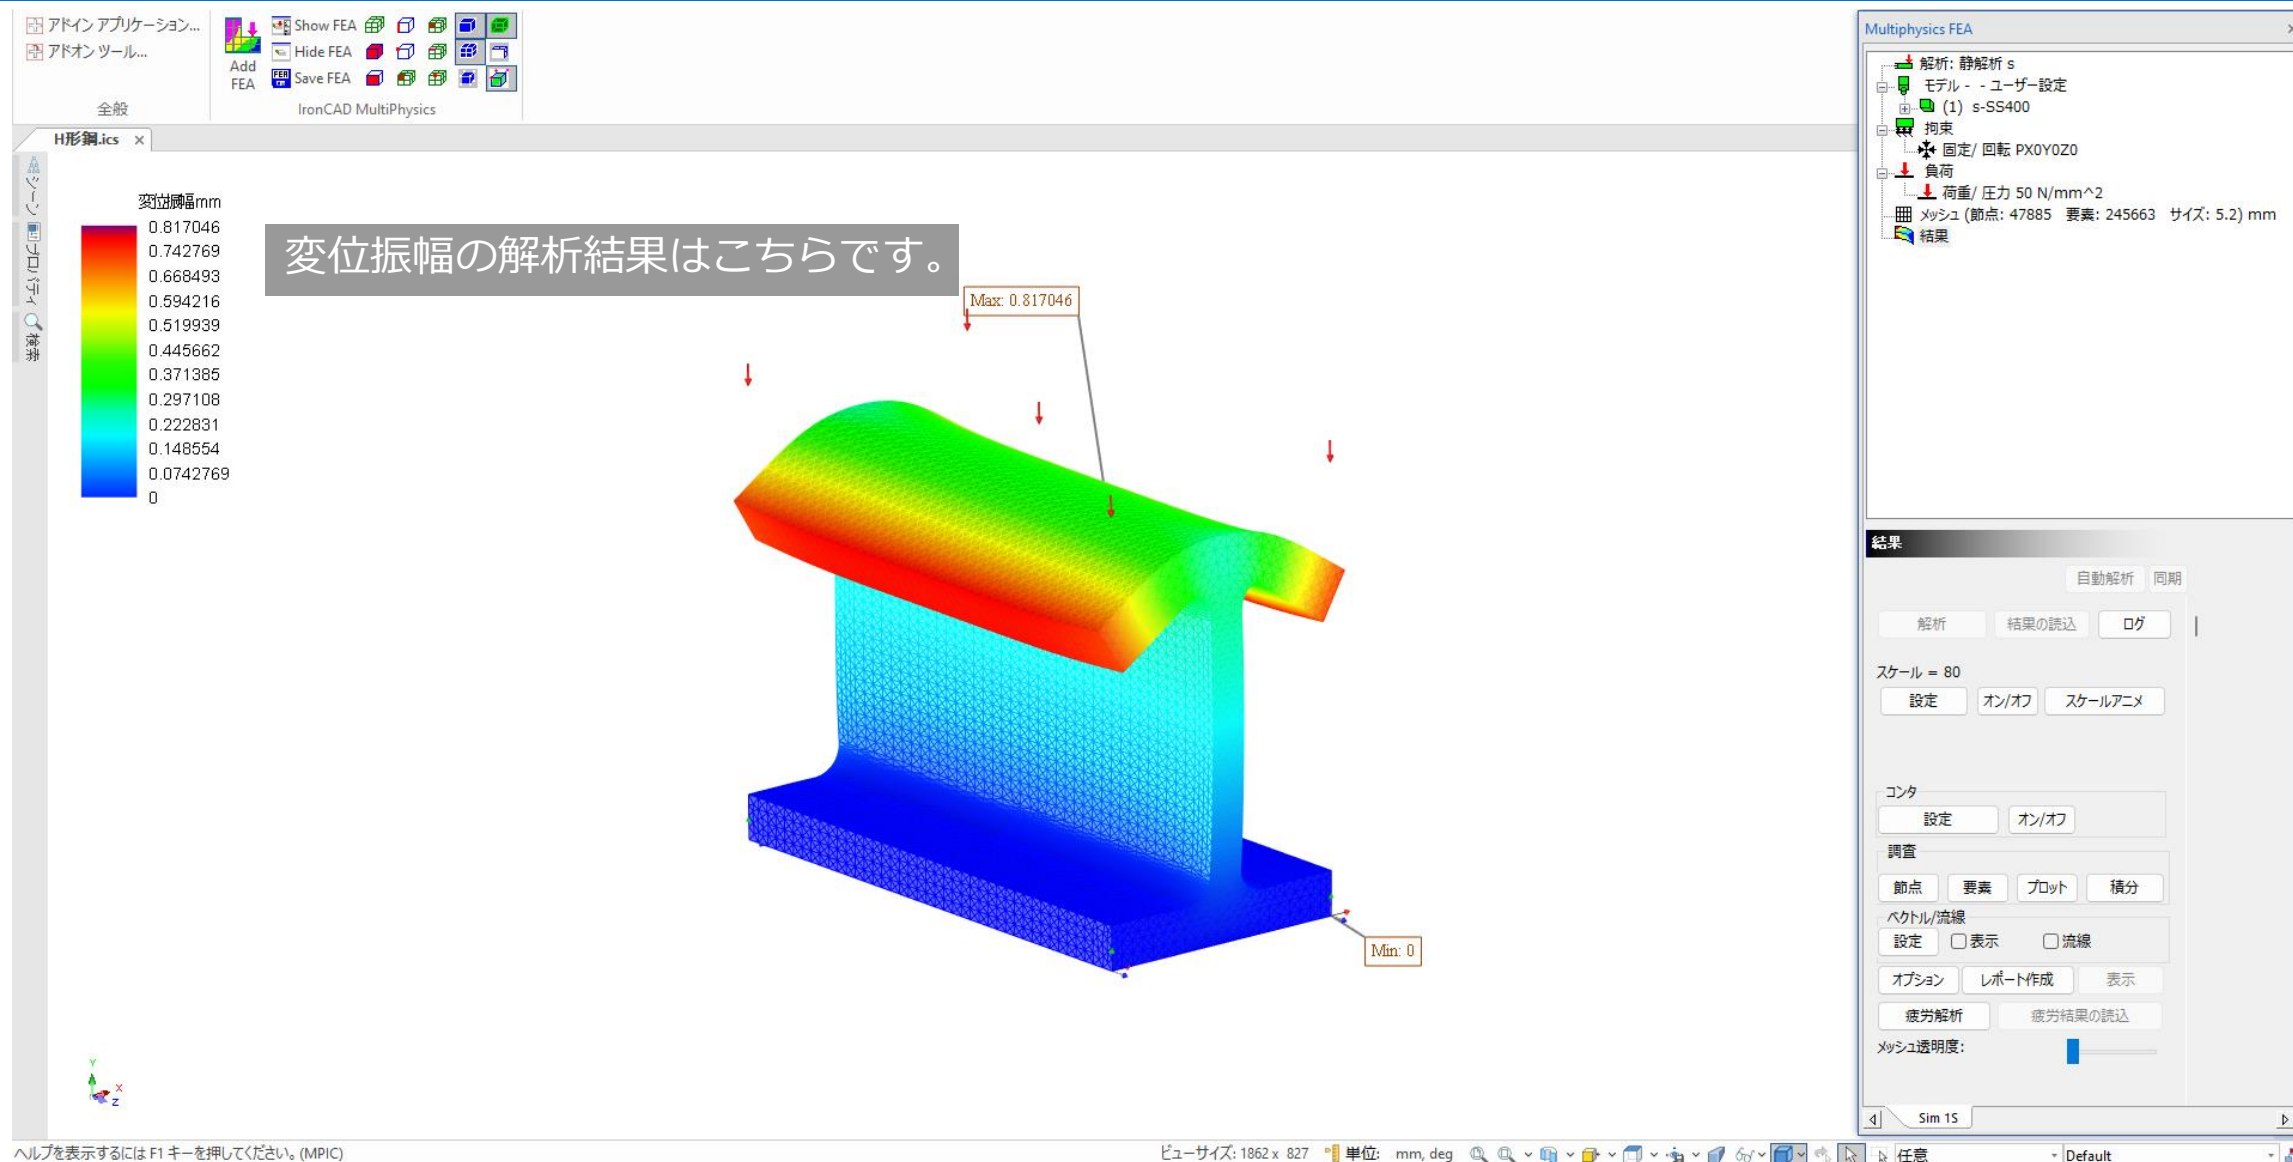 アドイン アプリケーション...
アドオン ツール...
全般
Add
FEA
Show FEA
Hide FEA
Save FEA
IronCAD MultiPhysics
H形鋼.ics ×
シーン
プロパティ
検索
変位振幅mm
0.817046
0.742769
0.668493
0.594216
0.519939
0.445662
0.371385
0.297108
0.222831
0.148554
0.0742769
0
変位振幅の解析結果はこちらです。
Max: 0.817046
Min: 0
Y
X
Z
Multiphysics FEA
解析: 静解析 s
モデル - - ユーザー設定
(1) s-SS400
拘束
固定/ 回転 PX0Y0Z0
負荷
荷重/ 圧力 50 N/mm^2
メッシュ (節点: 47885 要素: 245663 サイズ: 5.2) mm
結果
結果
自動解析 同期
解析 結果の読込 ログ
スケール = 80
設定 オン/オフ スケールアニメ
コンタ
設定 オン/オフ
調査
節点 要素 プロット 積分
ベクトル/流線
設定 表示 流線
オプション レポート作成 表示
疲労解析 疲労結果の読込
メッシュ透明度:
Sim 1S
ヘルプを表示するには F1 キーを押してください。(MPIC)
ビューサイズ: 1862 x 827 単位: mm, deg 任意 Default